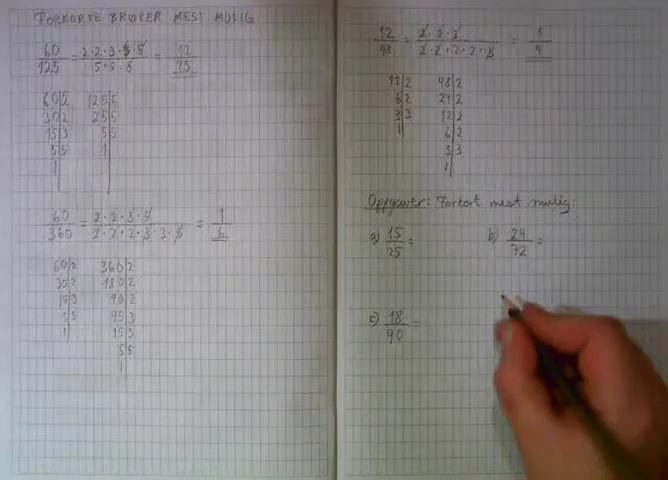 FORKORTE BRØKER MEST MULIG
60/125 = 2·2·3·5·5/5·5·5 = 12/25
60|2 125|5
30|2 25|5
15|3 5|5
5|5 1
1
60/360 = 2·2·3·5/2·2·2·3·3·5 = 1/6
60|2 360|2
30|2 180|2
15|3 90|2
5|5 45|3
1 15|3
5|5
1
12/48 = 2·2·3/2·2·2·2·3 = 1/4
12|2 48|2
6|2 24|2
3|3 12|2
1 6|2
3|3
1
Oppgaver: Forkort mest mulig:
a) 15/25 =
b) 24/72 =
c) 18/90 =